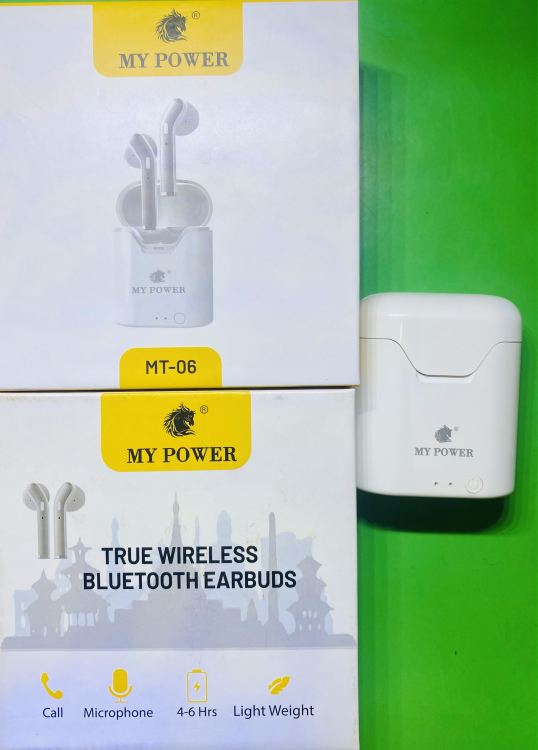 ®
MY POWER
®
MY POWER
MT-06
®
MY POWER
TRUE WIRELESS
BLUETOOTH EARBUDS
Call Microphone 4-6 Hrs Light Weight
®
MY POWER